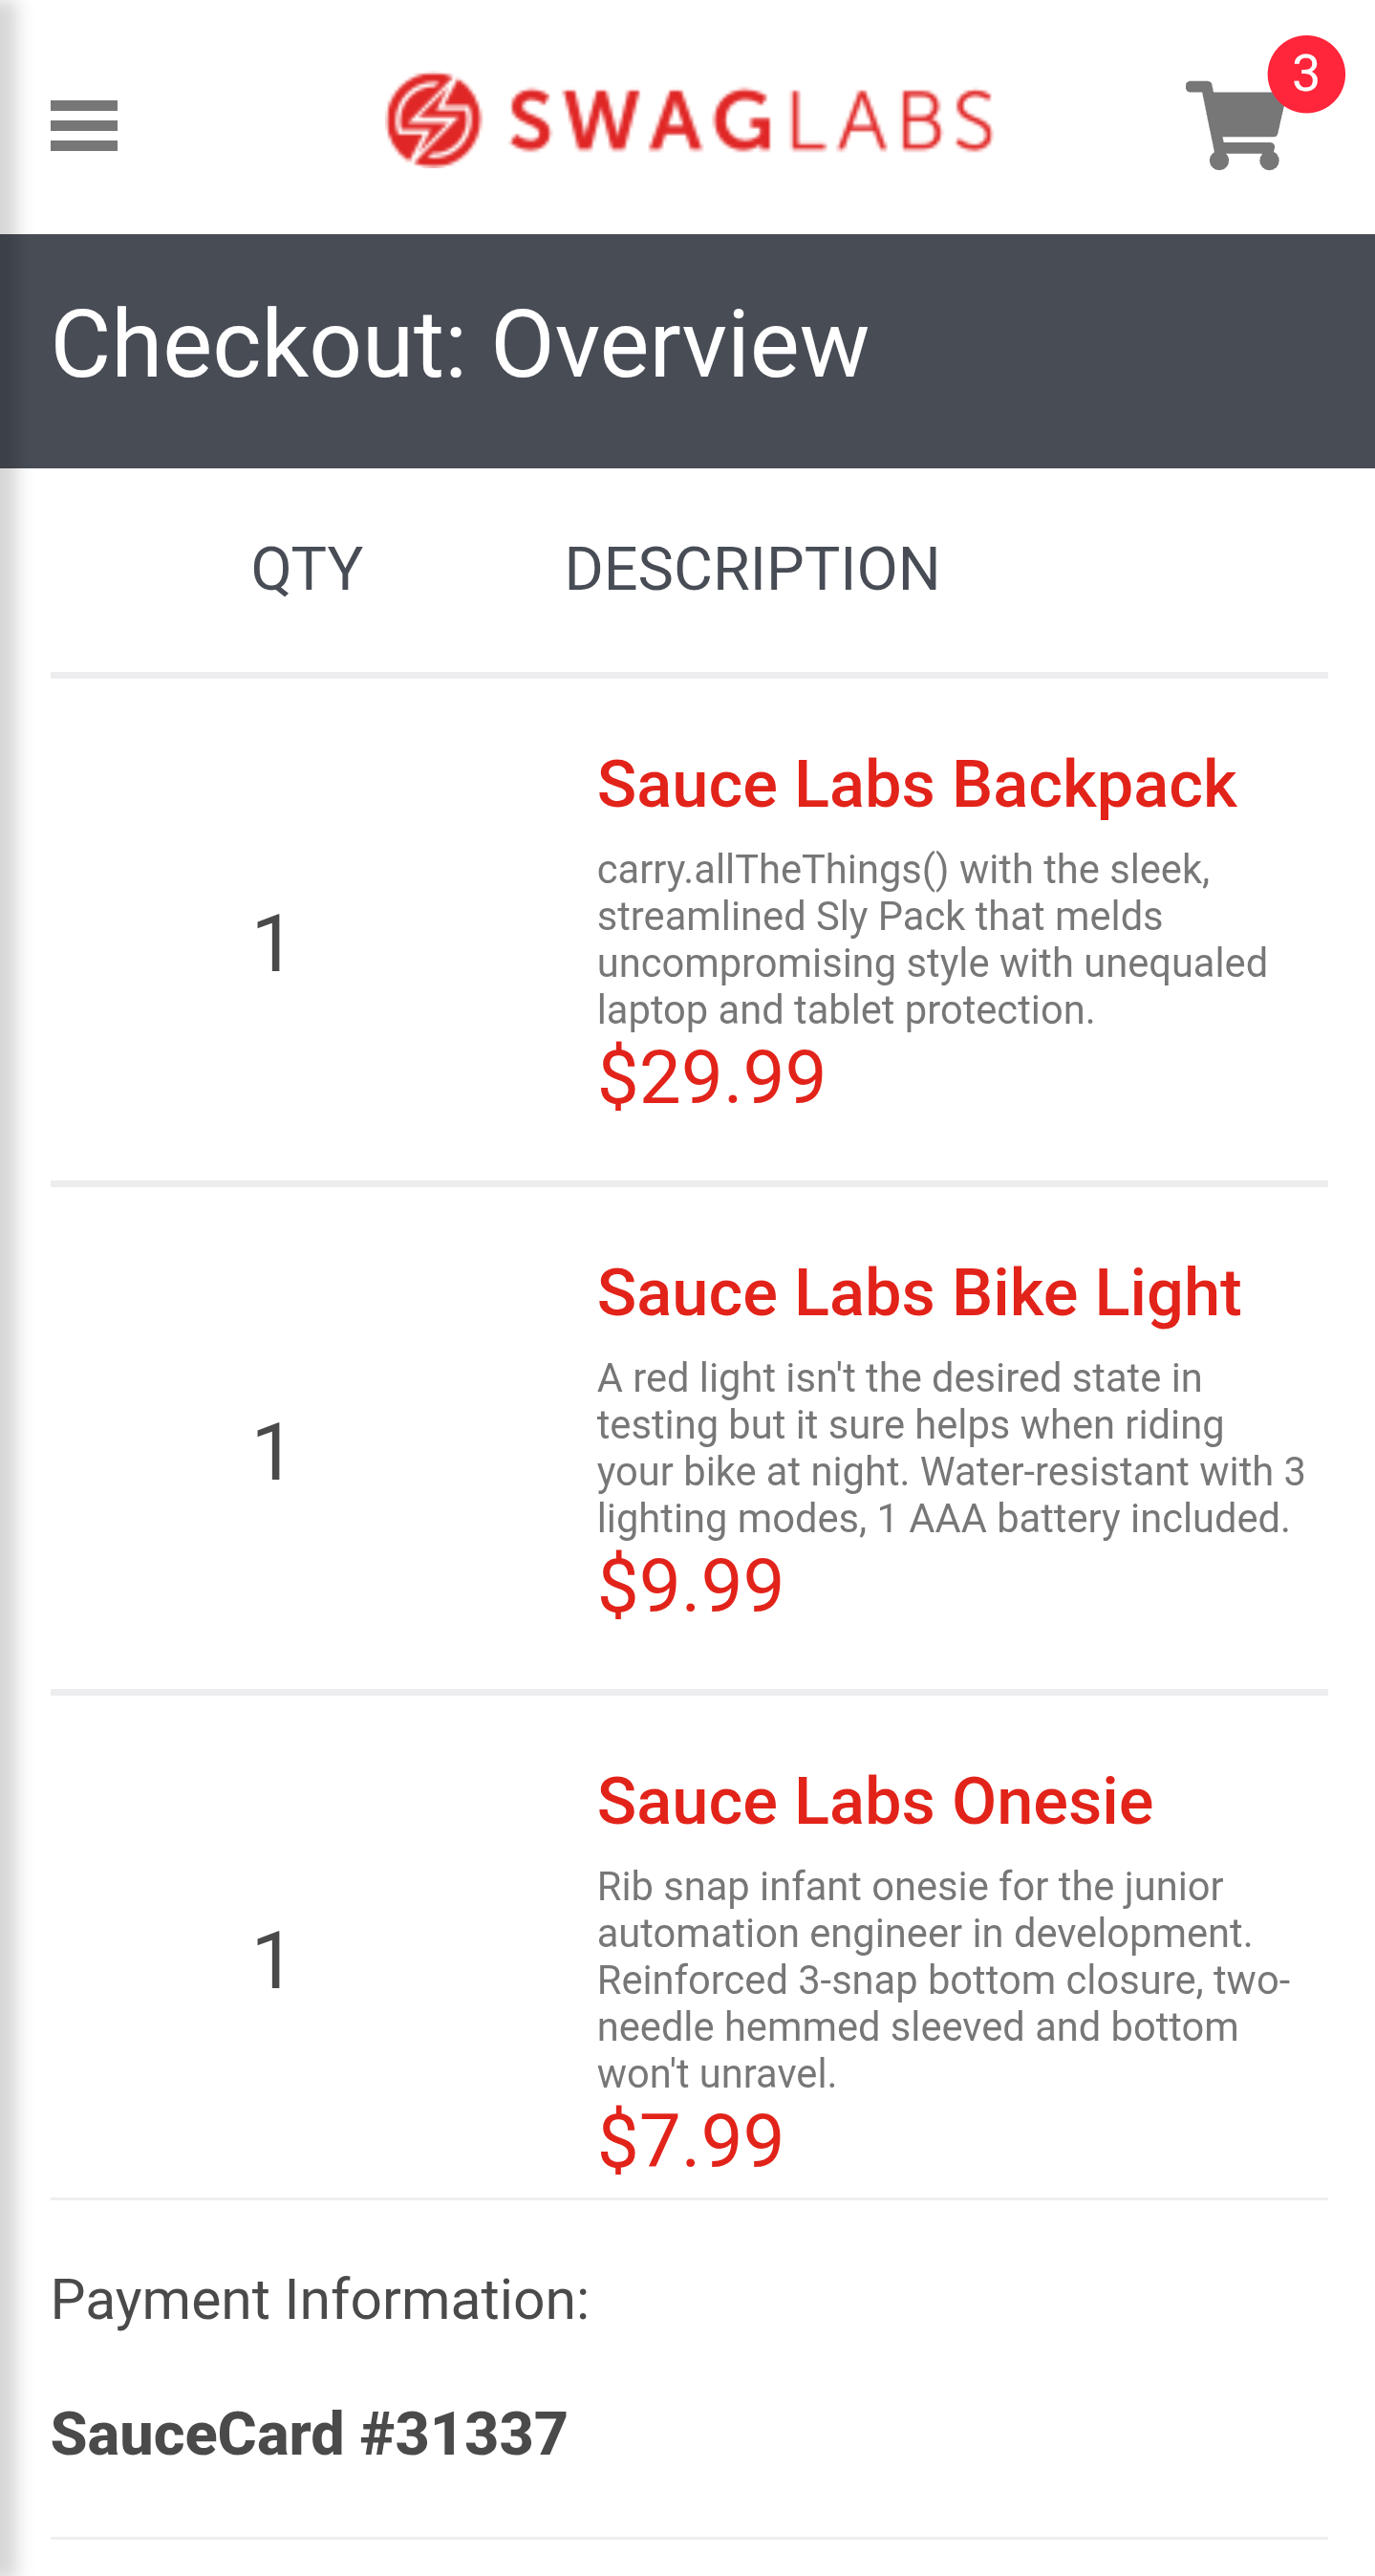 SWAGLABS
3
Checkout: Overview
QTY DESCRIPTION
Sauce Labs Backpack
carry.allTheThings() with the sleek,
streamlined Sly Pack that melds
uncompromising style with unequaled
laptop and tablet protection.
1
$29.99
Sauce Labs Bike Light
A red light isn't the desired state in
testing but it sure helps when riding
your bike at night. Water-resistant with 3
lighting modes, 1 AAA battery included.
1
$9.99
Sauce Labs Onesie
Rib snap infant onesie for the junior
automation engineer in development.
Reinforced 3-snap bottom closure, two-
needle hemmed sleeved and bottom
won't unravel.
1
$7.99
Payment Information:
SauceCard #31337